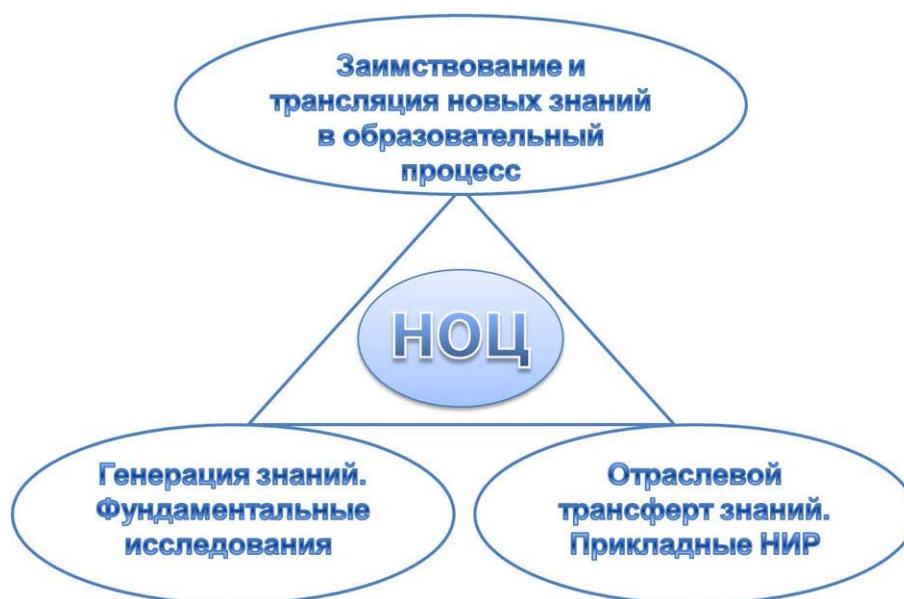 Заимствование и
трансляция новых знаний
в образовательный
процесс
НОЦ
Генерация знаний.
Фундаментальные
исследования
Отраслевой
трансферт знаний.
Прикладные НИР